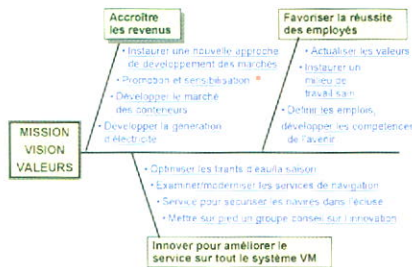 Accroître
les revenus
• Instaurer une nouvelle approche
de développement des marchés
• Promotion et sensibilisation
• Développer le marché
des conteneurs
• Développer la génération
d'électricité
Favoriser la réussite
des employés
• Actualiser les valeurs
• Instaurer un
milieu de
travail sain
• Définir les emplois,
développer les compétences
de l'avenir
MISSION
VISION
VALEURS
• Optimiser les tirants d'eau/la saison
• Examiner/moderniser les services de navigation
• Service pour sécuriser les navires dans l'écluse
• Mettre sur pied un groupe conseil sur l'innovation
Innover pour améliorer le
service sur tout le système VM